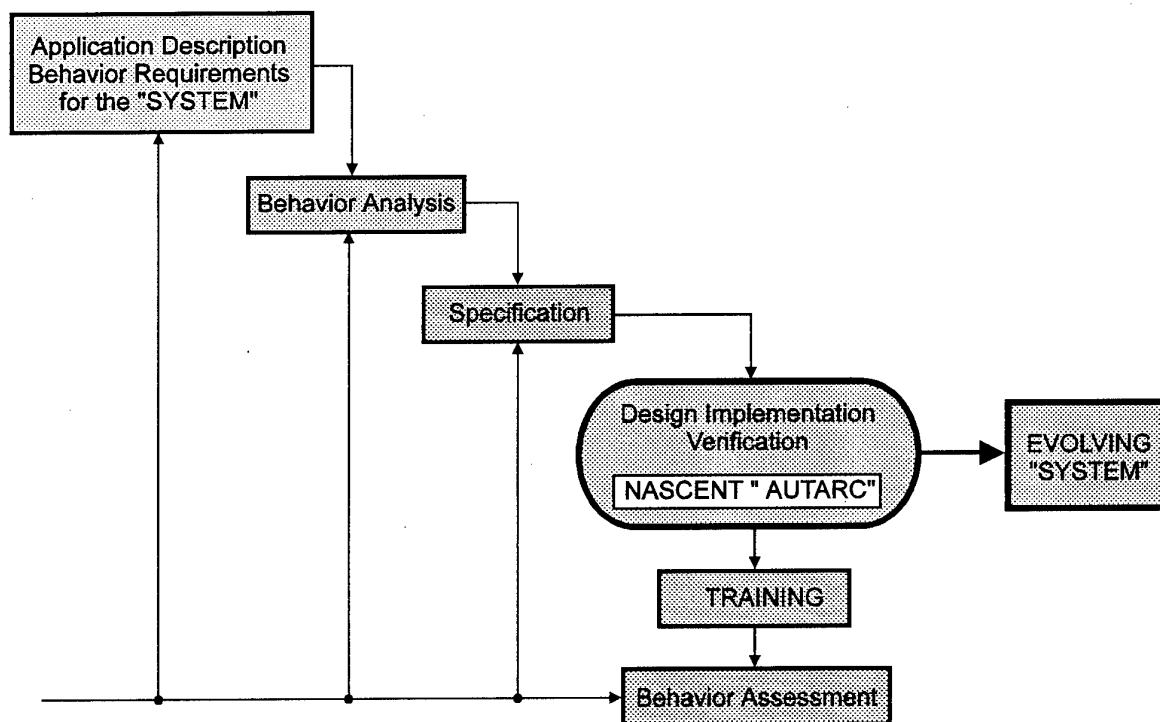 Application Description
Behavior Requirements
for the "SYSTEM"
Behavior Analysis
Specification
Design Implementation
Verification
NASCENT " AUTARC"
EVOLVING
"SYSTEM"
TRAINING
Behavior Assessment